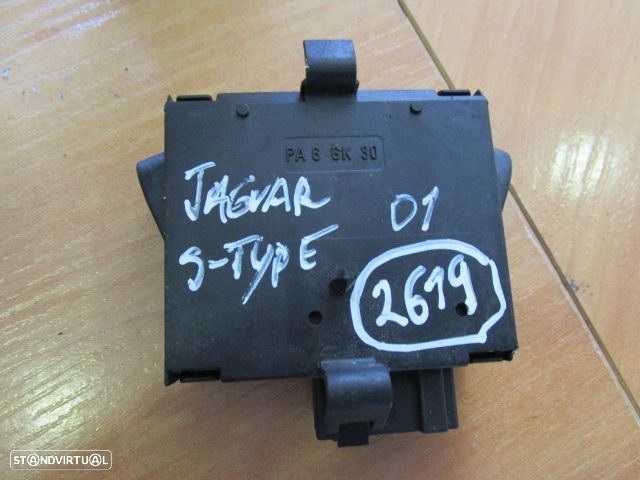 PA 6 GK 30
JAGUAR 01
S-TYPE
2619
STANDVIRTUAL